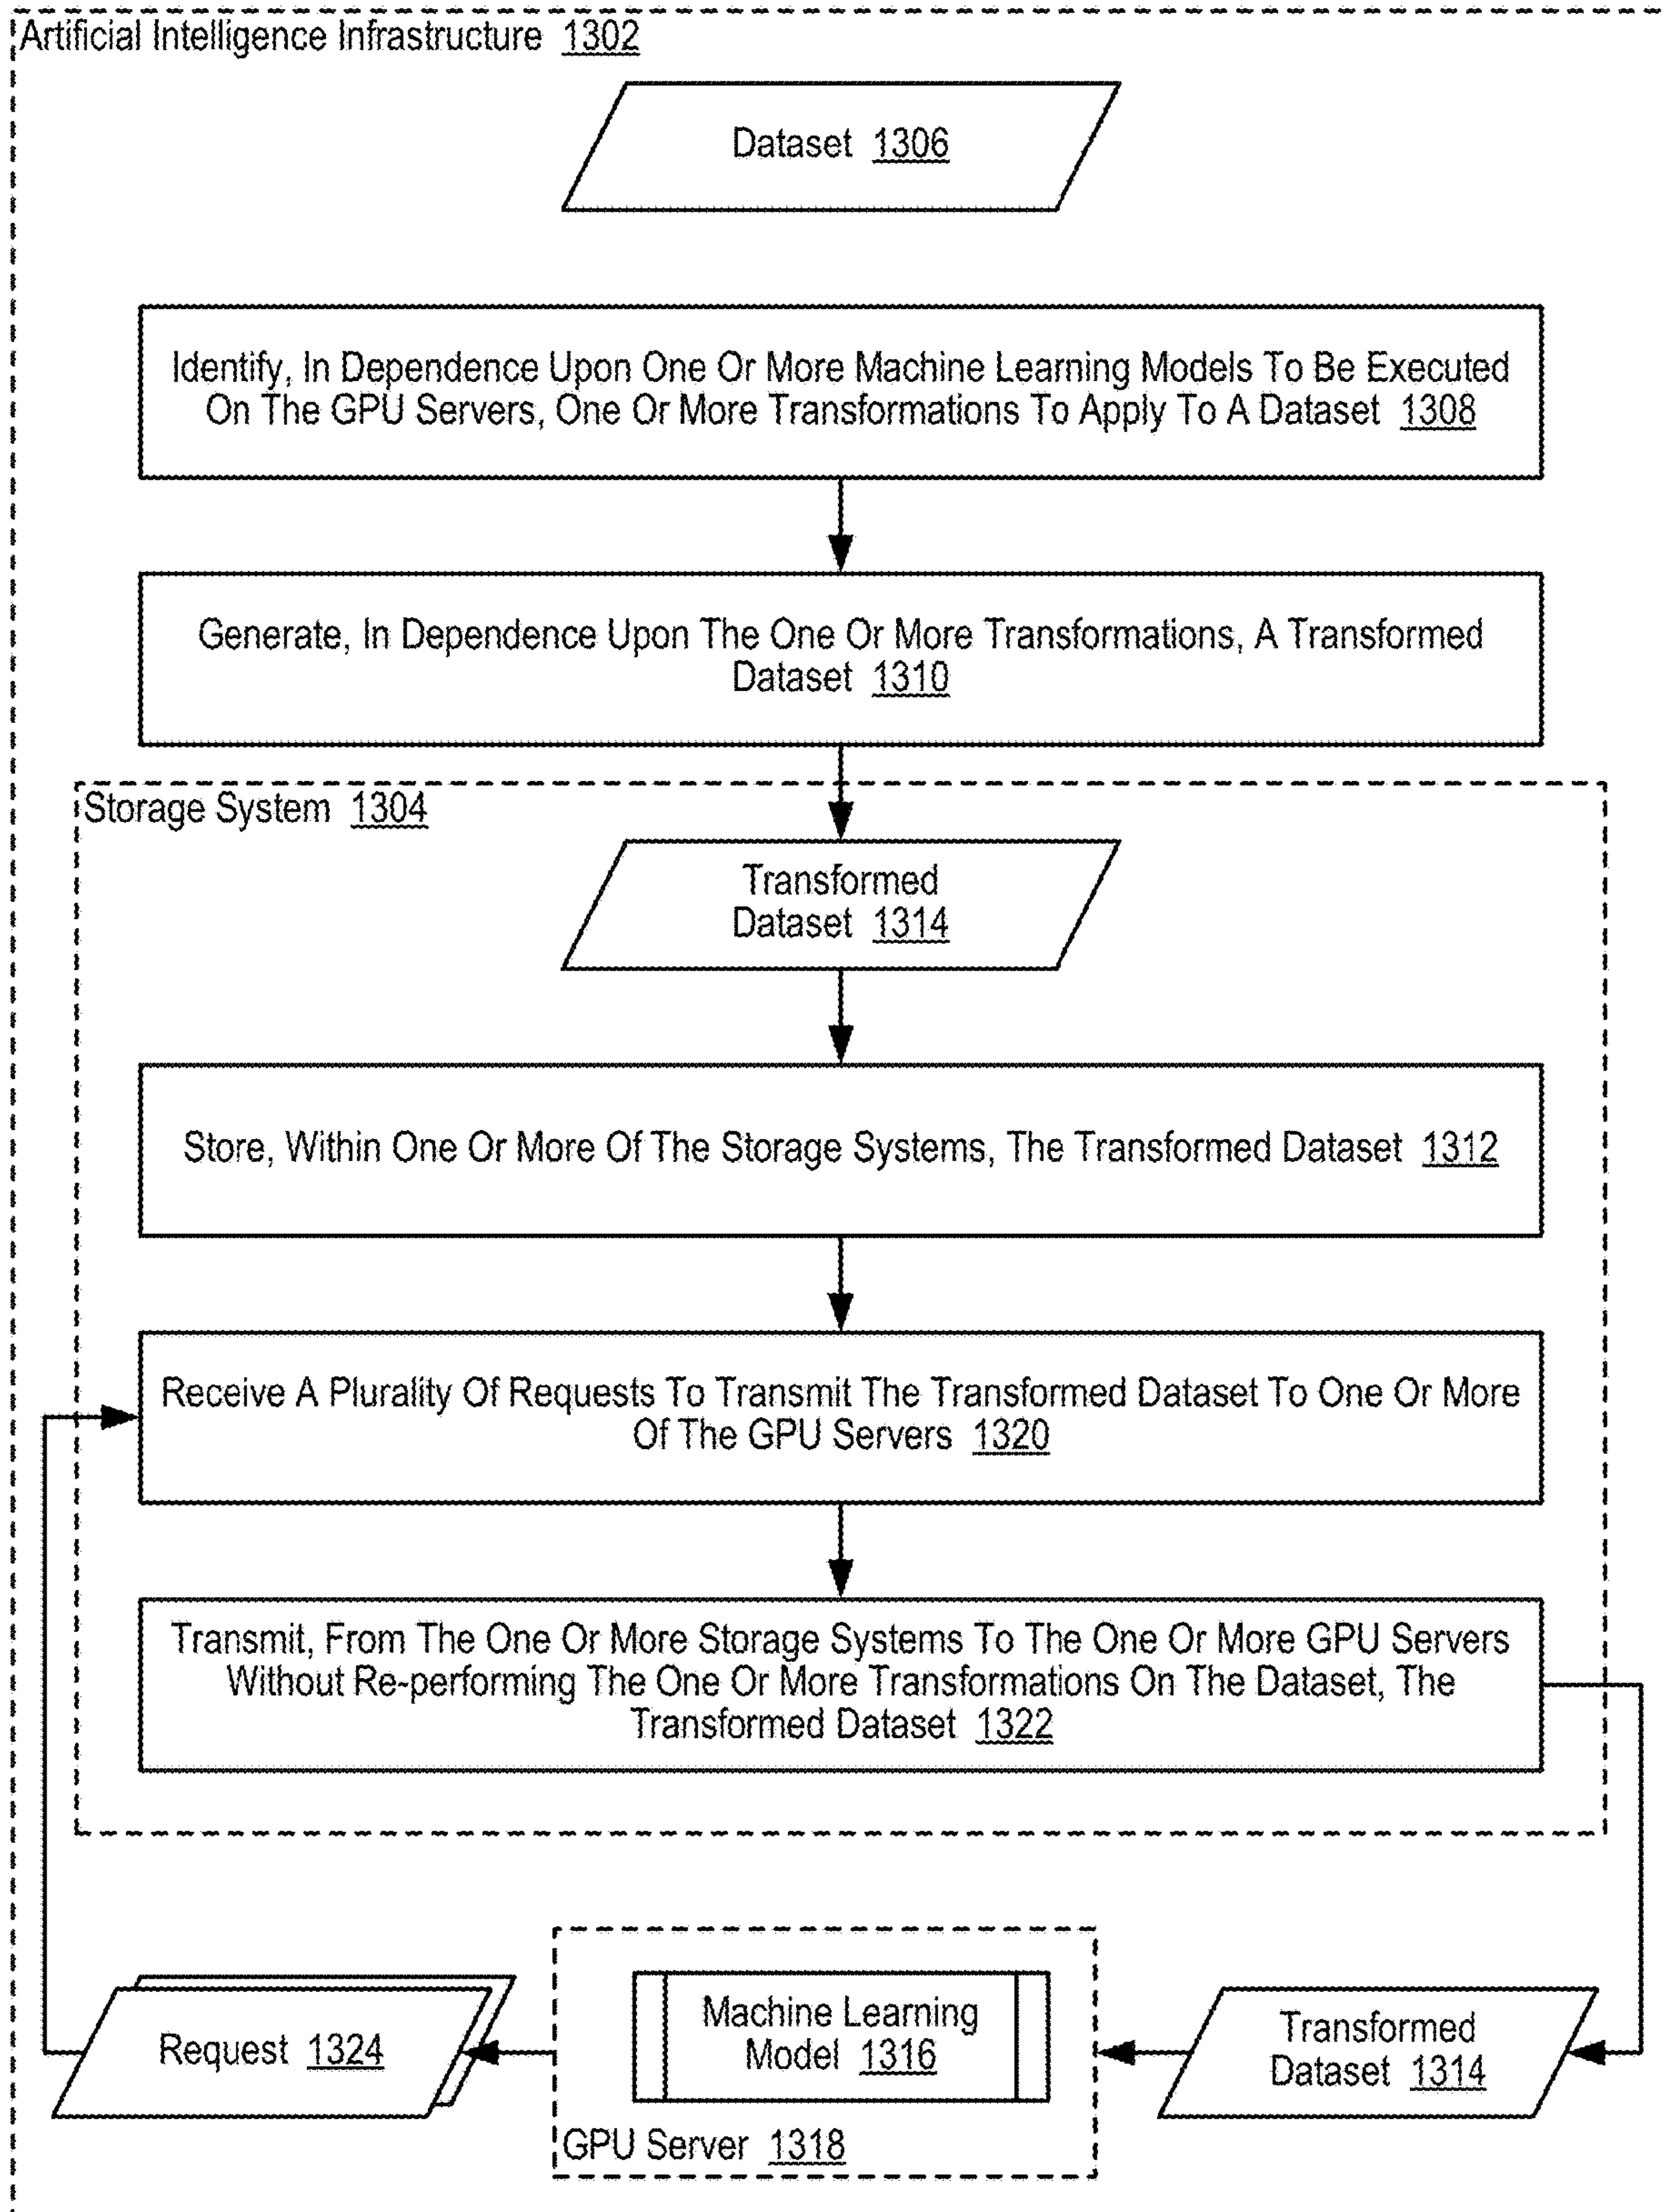 Artificial Intelligence Infrastructure 1302
Dataset 1306
Identify, In Dependence Upon One Or More Machine Learning Models To Be Executed
On The GPU Servers, One Or More Transformations To Apply To A Dataset 1308
Generate, In Dependence Upon The One Or More Transformations, A Transformed
Dataset 1310
Storage System 1304
Transformed
Dataset 1314
Store, Within One Or More Of The Storage Systems, The Transformed Dataset 1312
Receive A Plurality Of Requests To Transmit The Transformed Dataset To One Or More
Of The GPU Servers 1320
Transmit, From The One Or More Storage Systems To The One Or More GPU Servers
Without Re-performing The One Or More Transformations On The Dataset, The
Transformed Dataset 1322
Request 1324
Machine Learning
Model 1316
GPU Server 1318
Transformed
Dataset 1314